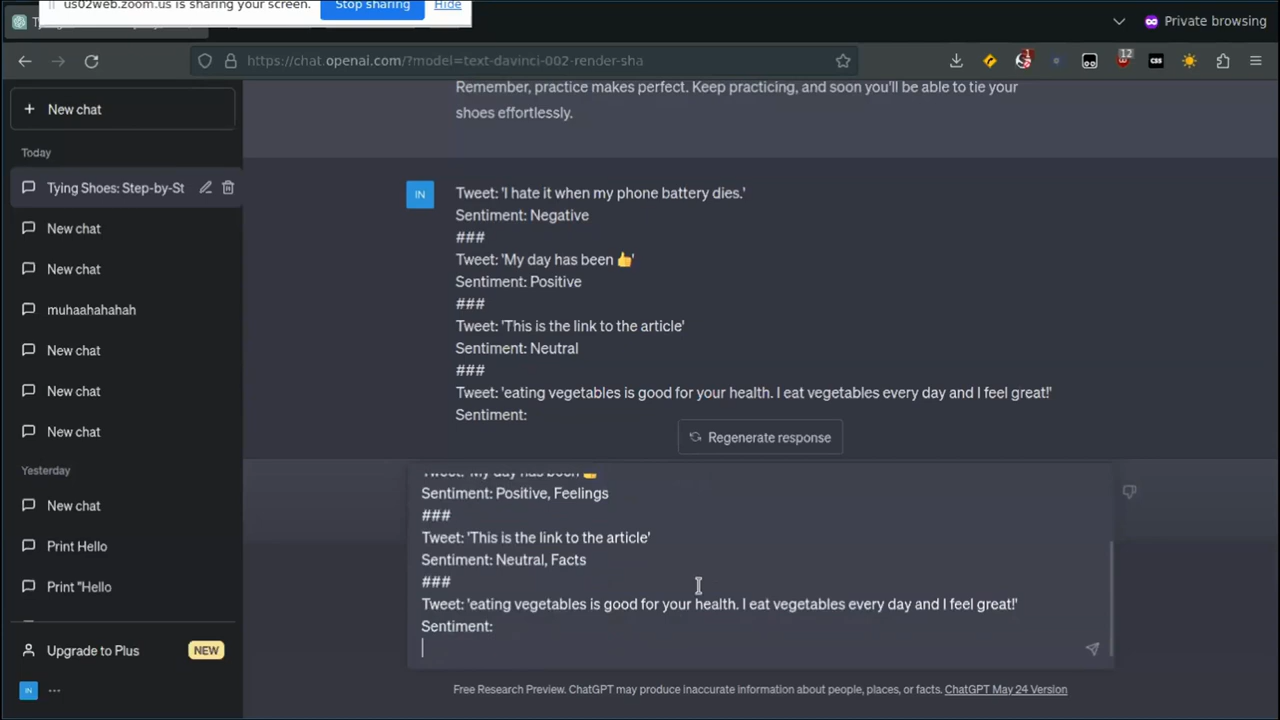 us02web.zoom.us is sharing your screen. Stop sharing Hide
Private browsing
https://chat.openai.com/?model=text-davinci-002-render-sha
12
CSS
New chat
Today
Tying Shoes: Step-by-St
New chat
New chat
muhaahahahah
New chat
New chat
New chat
Yesterday
New chat
Print Hello
Print "Hello
Upgrade to Plus NEW
IN ...
Remember, practice makes perfect. Keep practicing, and soon you'll be able to tie your
shoes effortlessly.
IN
Tweet: 'I hate it when my phone battery dies.'
Sentiment: Negative
###
Tweet: 'My day has been 👍'
Sentiment: Positive
###
Tweet: 'This is the link to the article'
Sentiment: Neutral
###
Tweet: 'eating vegetables is good for your health. I eat vegetables every day and I feel great!'
Sentiment:
Regenerate response
Tweet: 'My day has been 👍'
Sentiment: Positive, Feelings
###
Tweet: 'This is the link to the article'
Sentiment: Neutral, Facts
###
Tweet: 'eating vegetables is good for your health. I eat vegetables every day and I feel great!'
Sentiment:
Free Research Preview. ChatGPT may produce inaccurate information about people, places, or facts. ChatGPT May 24 Version